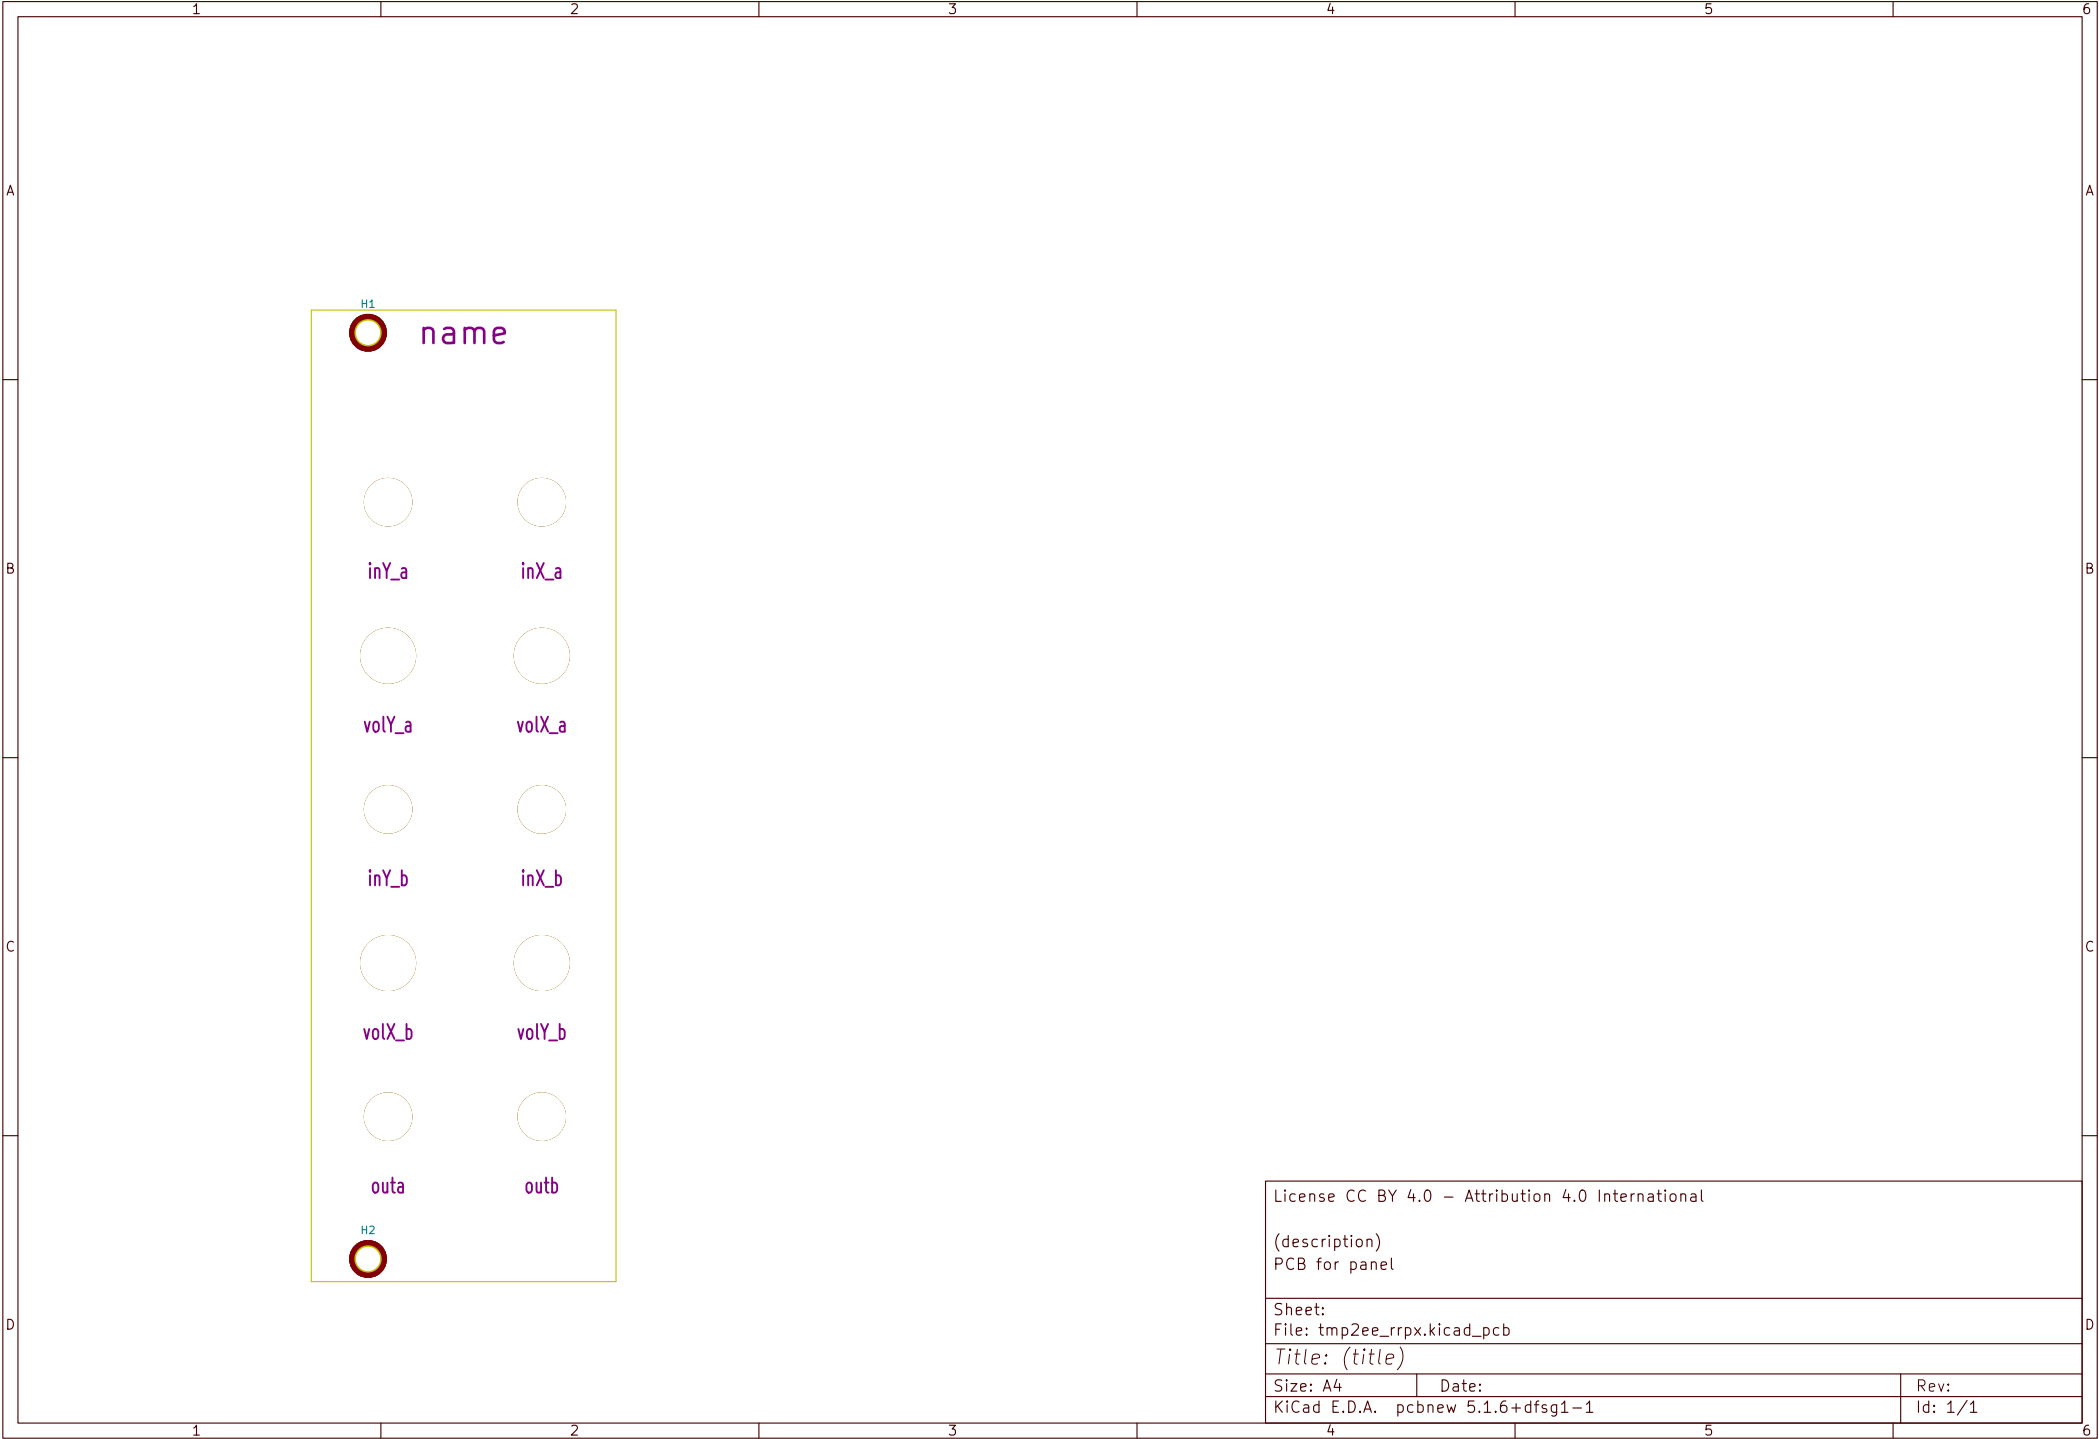 1 2 3 4 5 6
A A
H1
name
inY_a inX_a
B B
volY_a volX_a
inY_b inX_b
C C
volX_b volY_b
outa outb
H2
License CC BY 4.0 – Attribution 4.0 International
(description)
PCB for panel
Sheet:
File: tmp2ee_rrpx.kicad_pcb
D D
Title: (title)
Size: A4 Date: Rev:
KiCad E.D.A. pcbnew 5.1.6+dfsg1-1 Id: 1/1
1 2 3 4 5 6